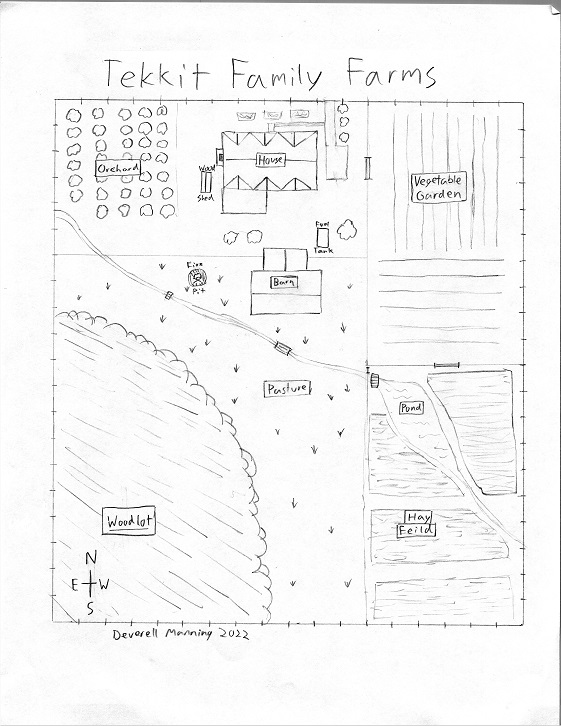 Tekkit Family Farms
Orchard
Wood
Shed
House
Vegetable
Garden
Fuel
Tank
Fire
Pit
Barn
Pasture
Pond
Woodlot
Hay
Feild
N
E W
S
Deverell Manning 2022